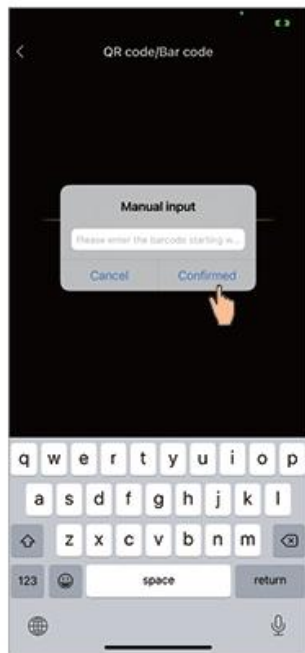 QR code/Bar code
Manual input
Please enter the barcode starting w...
Cancel Confirmed
q w e r t y u i o p
a s d f g h j k l
z x c v b n m
123 space return